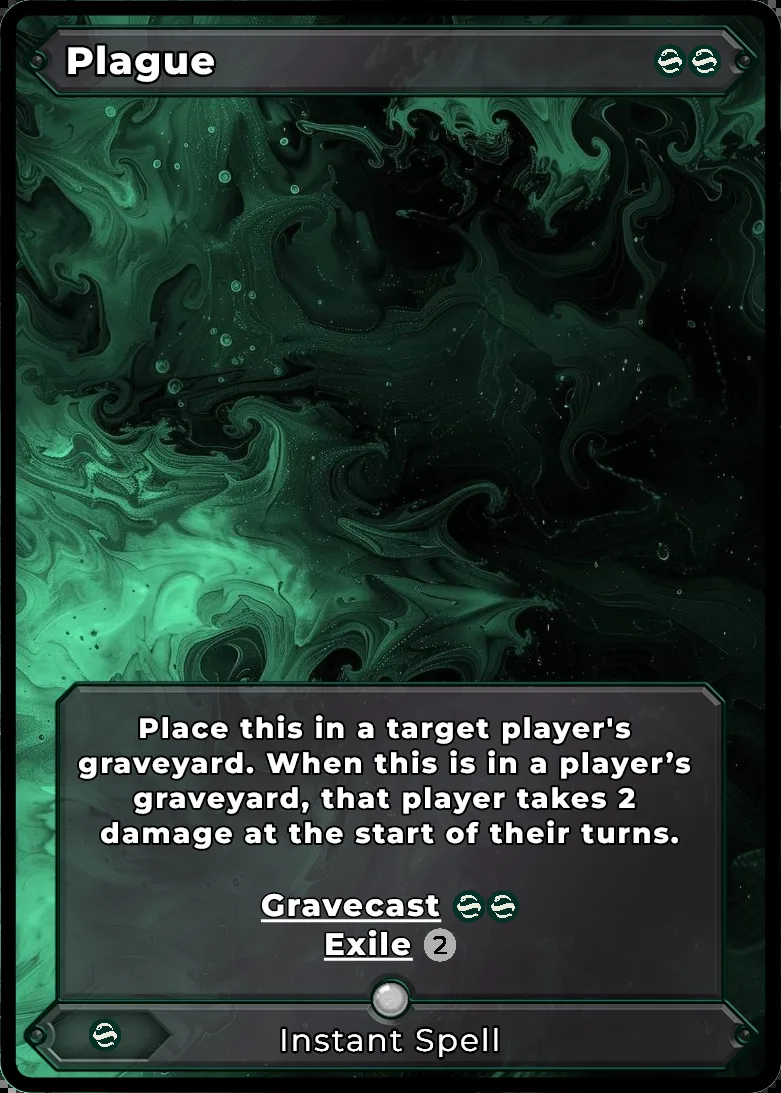 Plague
Place this in a target player's
graveyard. When this is in a player’s
graveyard, that player takes 2
damage at the start of their turns.
Gravecast
Exile 2
Instant Spell